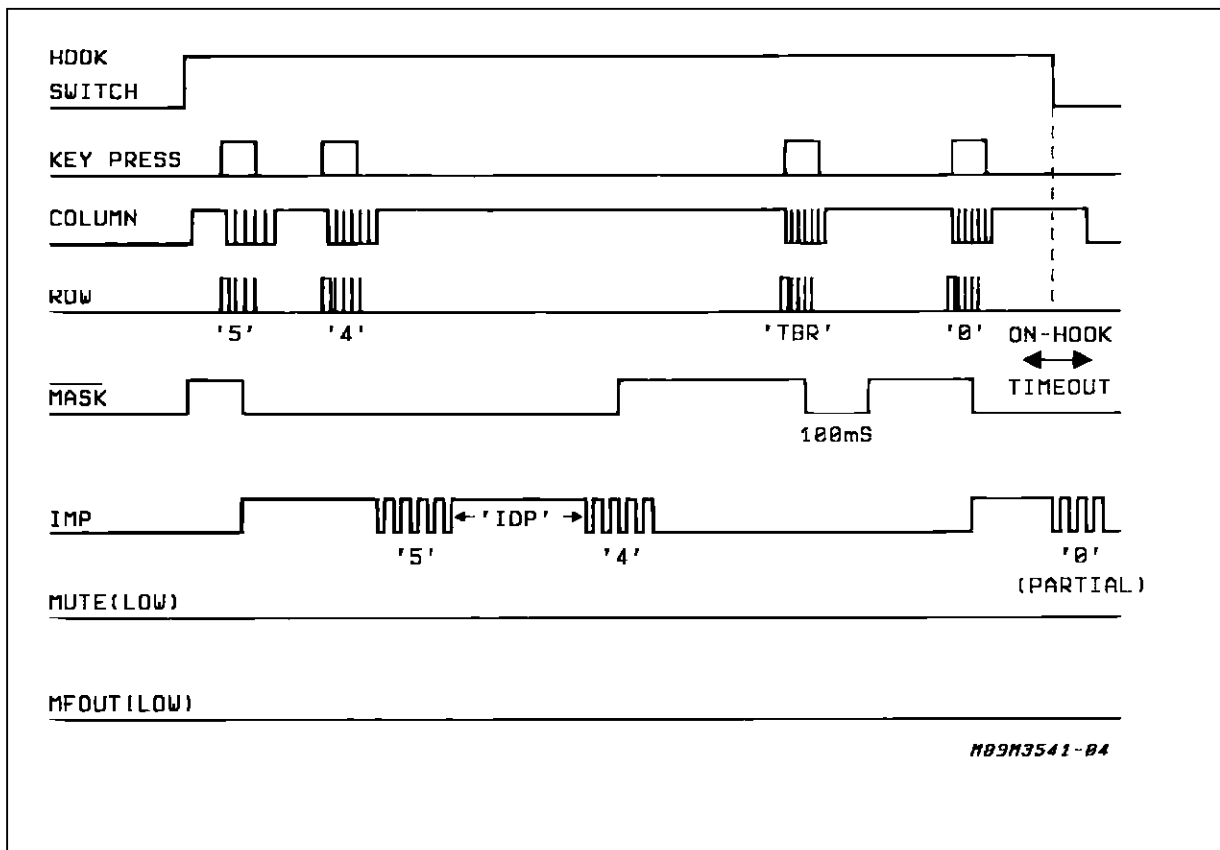 HOOK
SWITCH
KEY PRESS
COLUMN
ROW
'5' '4' 'TBR' '0' ON-HOOK
TIMEOUT
MASK
100mS
IMP
'IDP'
'5' '4' '0'
(PARTIAL)
MUTE(LOW)
MFOUT(LOW)
M09M3541-04